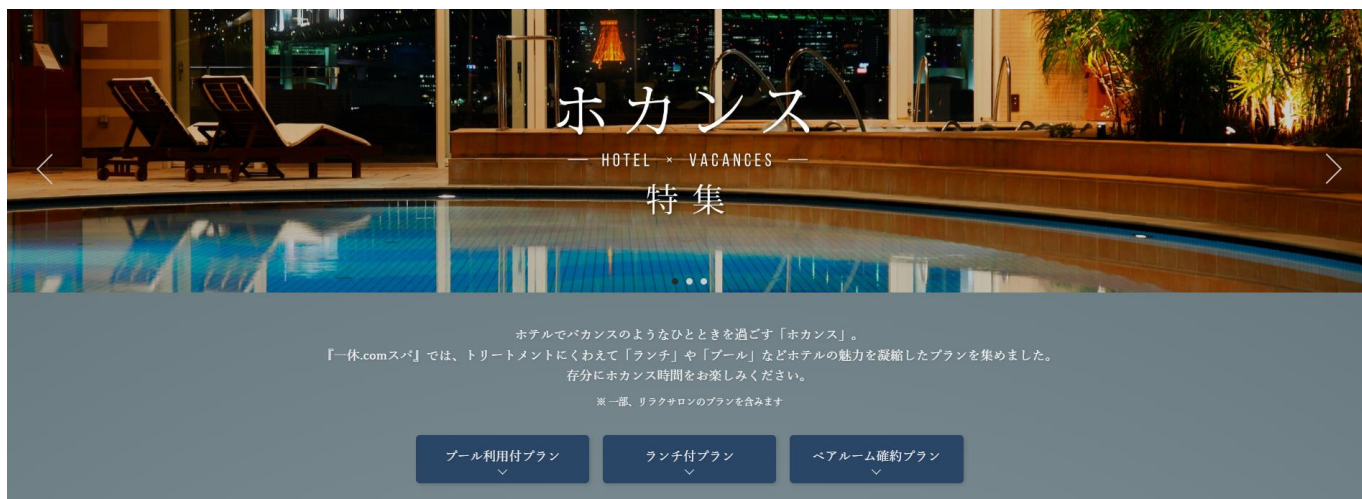 ホカンス
HOTEL × VACANCES
特集
ホテルでバカンスのようなひとときを過ごす「ホカンス」。
『一休.comスパ』では、トリートメントにくわえて「ランチ」や「プール」などホテルの魅力を凝縮したプランを集めました。
存分にホカンス時間をお楽しみください。
※ 一部、リラクサロンのプランを含みます
プール利用付プラン
ランチ付プラン
ペアルーム確約プラン